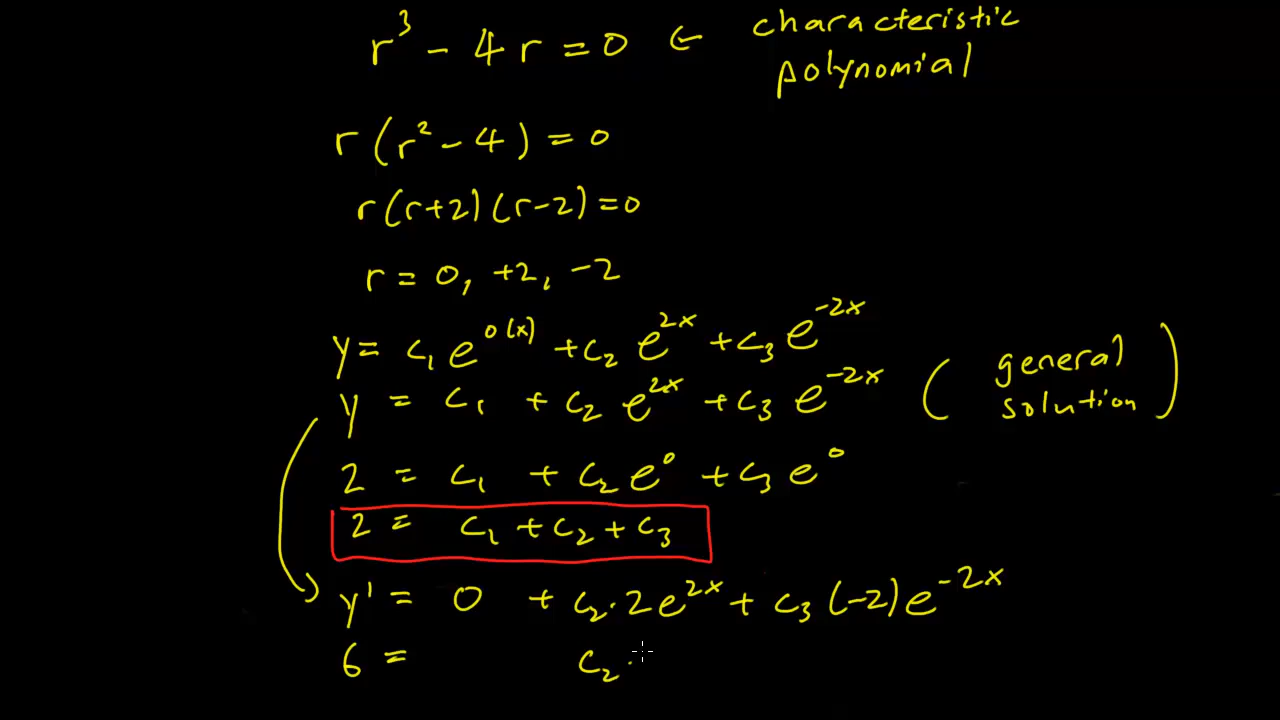 r³ - 4r = 0 ← characteristic
polynomial
r(r² - 4) = 0
r(r+2)(r-2)=0
r = 0, +2, -2
y = c₁e^0(x) + c₂e^2x + c₃e^-2x
y = c₁ + c₂e^2x + c₃e^-2x (general
solution)
2 = c₁ + c₂e⁰ + c₃e⁰
2 = c₁ + c₂ + c₃
y' = 0 + c₂·2e^2x + c₃(-2)e^-2x
6 = c₂ ·